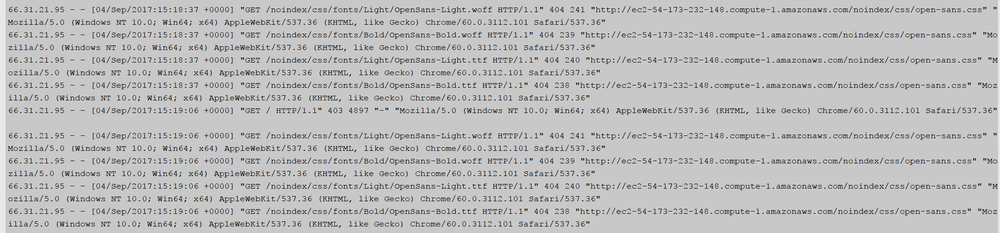 66.31.21.95 - - [04/Sep/2017:15:18:37 +0000] "GET /noindex/css/fonts/Light/OpenSans-Light.woff HTTP/1.1" 404 241 "http://ec2-54-173-232-148.compute-1.amazonaws.com/noindex/css/open-sans.css" "
Mozilla/5.0 (Windows NT 10.0; Win64; x64) AppleWebKit/537.36 (KHTML, like Gecko) Chrome/60.0.3112.101 Safari/537.36"
66.31.21.95 - - [04/Sep/2017:15:18:37 +0000] "GET /noindex/css/fonts/Bold/OpenSans-Bold.woff HTTP/1.1" 404 239 "http://ec2-54-173-232-148.compute-1.amazonaws.com/noindex/css/open-sans.css" "Mo
zilla/5.0 (Windows NT 10.0; Win64; x64) AppleWebKit/537.36 (KHTML, like Gecko) Chrome/60.0.3112.101 Safari/537.36"
66.31.21.95 - - [04/Sep/2017:15:18:37 +0000] "GET /noindex/css/fonts/Light/OpenSans-Light.ttf HTTP/1.1" 404 240 "http://ec2-54-173-232-148.compute-1.amazonaws.com/noindex/css/open-sans.css" "M
ozilla/5.0 (Windows NT 10.0; Win64; x64) AppleWebKit/537.36 (KHTML, like Gecko) Chrome/60.0.3112.101 Safari/537.36"
66.31.21.95 - - [04/Sep/2017:15:18:37 +0000] "GET /noindex/css/fonts/Bold/OpenSans-Bold.ttf HTTP/1.1" 404 238 "http://ec2-54-173-232-148.compute-1.amazonaws.com/noindex/css/open-sans.css" "Moz
illa/5.0 (Windows NT 10.0; Win64; x64) AppleWebKit/537.36 (KHTML, like Gecko) Chrome/60.0.3112.101 Safari/537.36"
66.31.21.95 - - [04/Sep/2017:15:19:06 +0000] "GET / HTTP/1.1" 403 4897 "-" "Mozilla/5.0 (Windows NT 10.0; Win64; x64) AppleWebKit/537.36 (KHTML, like Gecko) Chrome/60.0.3112.101 Safari/537.36"
66.31.21.95 - - [04/Sep/2017:15:19:06 +0000] "GET /noindex/css/fonts/Light/OpenSans-Light.woff HTTP/1.1" 404 241 "http://ec2-54-173-232-148.compute-1.amazonaws.com/noindex/css/open-sans.css" "
Mozilla/5.0 (Windows NT 10.0; Win64; x64) AppleWebKit/537.36 (KHTML, like Gecko) Chrome/60.0.3112.101 Safari/537.36"
66.31.21.95 - - [04/Sep/2017:15:19:06 +0000] "GET /noindex/css/fonts/Bold/OpenSans-Bold.woff HTTP/1.1" 404 239 "http://ec2-54-173-232-148.compute-1.amazonaws.com/noindex/css/open-sans.css" "Mo
zilla/5.0 (Windows NT 10.0; Win64; x64) AppleWebKit/537.36 (KHTML, like Gecko) Chrome/60.0.3112.101 Safari/537.36"
66.31.21.95 - - [04/Sep/2017:15:19:06 +0000] "GET /noindex/css/fonts/Light/OpenSans-Light.ttf HTTP/1.1" 404 240 "http://ec2-54-173-232-148.compute-1.amazonaws.com/noindex/css/open-sans.css" "M
ozilla/5.0 (Windows NT 10.0; Win64; x64) AppleWebKit/537.36 (KHTML, like Gecko) Chrome/60.0.3112.101 Safari/537.36"
66.31.21.95 - - [04/Sep/2017:15:19:06 +0000] "GET /noindex/css/fonts/Bold/OpenSans-Bold.ttf HTTP/1.1" 404 238 "http://ec2-54-173-232-148.compute-1.amazonaws.com/noindex/css/open-sans.css" "Moz
illa/5.0 (Windows NT 10.0; Win64; x64) AppleWebKit/537.36 (KHTML, like Gecko) Chrome/60.0.3112.101 Safari/537.36"